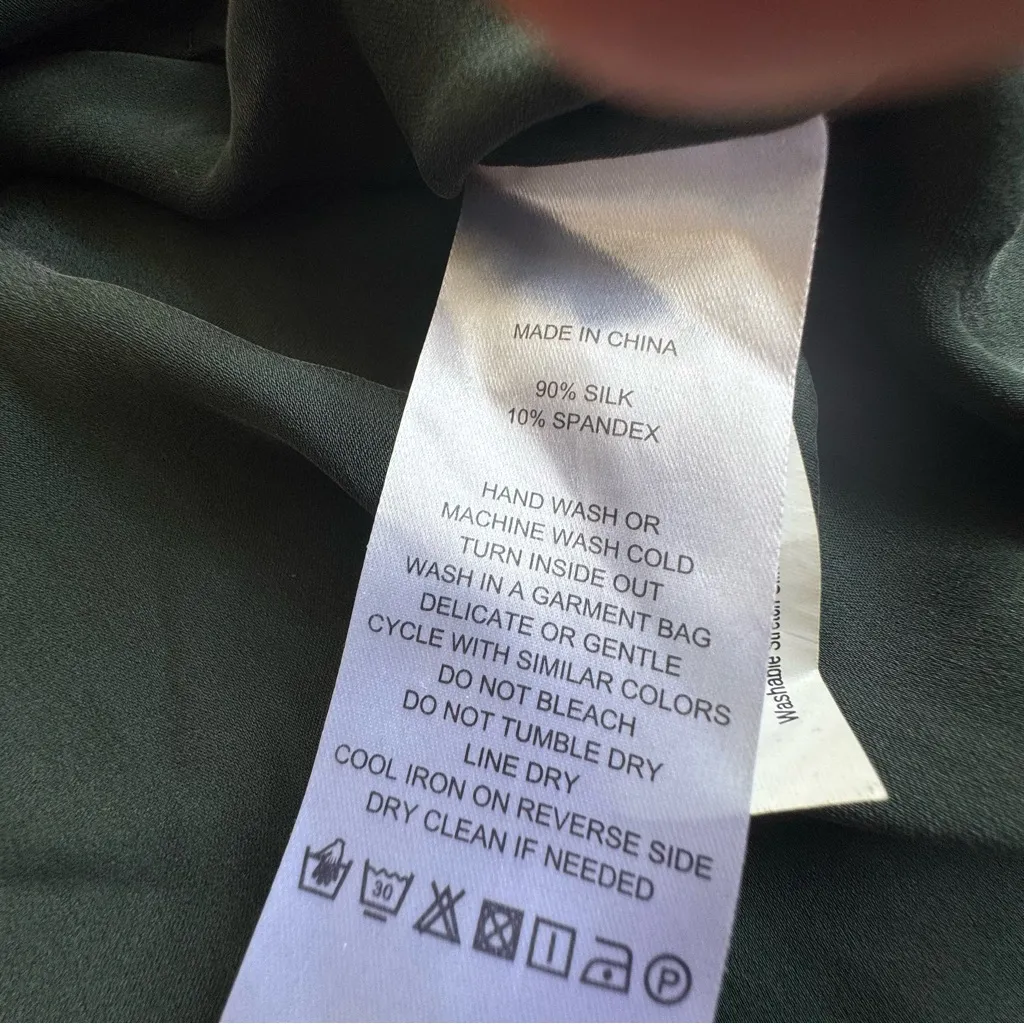 MADE IN CHINA
90% SILK
10% SPANDEX
HAND WASH OR
MACHINE WASH COLD
TURN INSIDE OUT
WASH IN A GARMENT BAG
DELICATE OR GENTLE
CYCLE WITH SIMILAR COLORS
DO NOT BLEACH
DO NOT TUMBLE DRY
LINE DRY
COOL IRON ON REVERSE SIDE
DRY CLEAN IF NEEDED
30
P
Washable Stretch